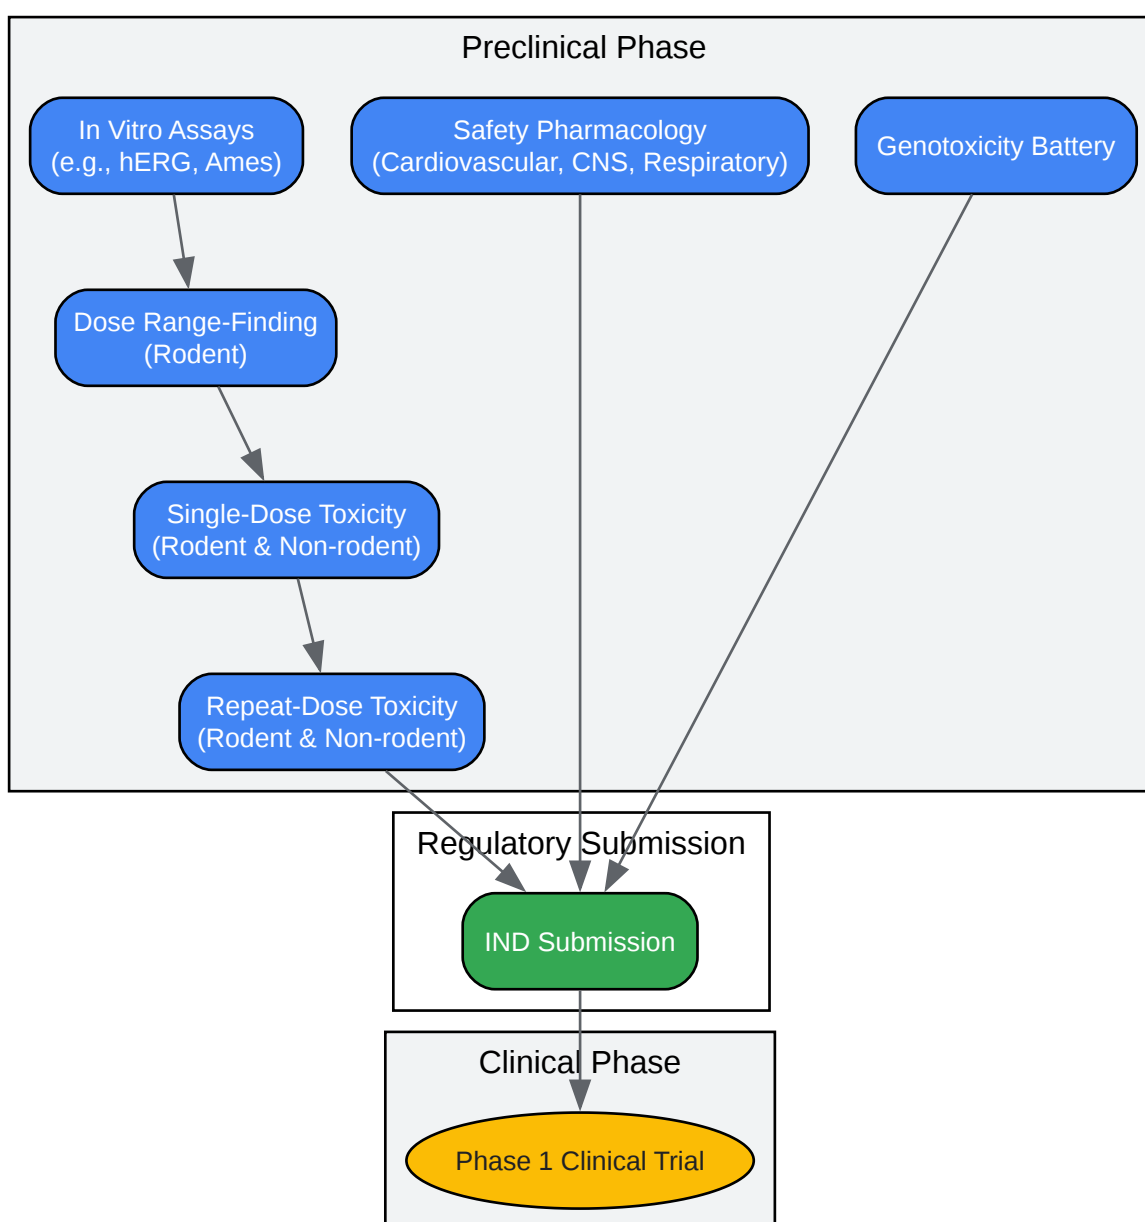 Preclinical Phase
In Vitro Assays
(e.g., hERG, Ames)
Safety Pharmacology
(Cardiovascular, CNS, Respiratory)
Genotoxicity Battery
Dose Range-Finding
(Rodent)
Single-Dose Toxicity
(Rodent & Non-rodent)
Repeat-Dose Toxicity
(Rodent & Non-rodent)
Regulatory Submission
IND Submission
Clinical Phase
Phase 1 Clinical Trial